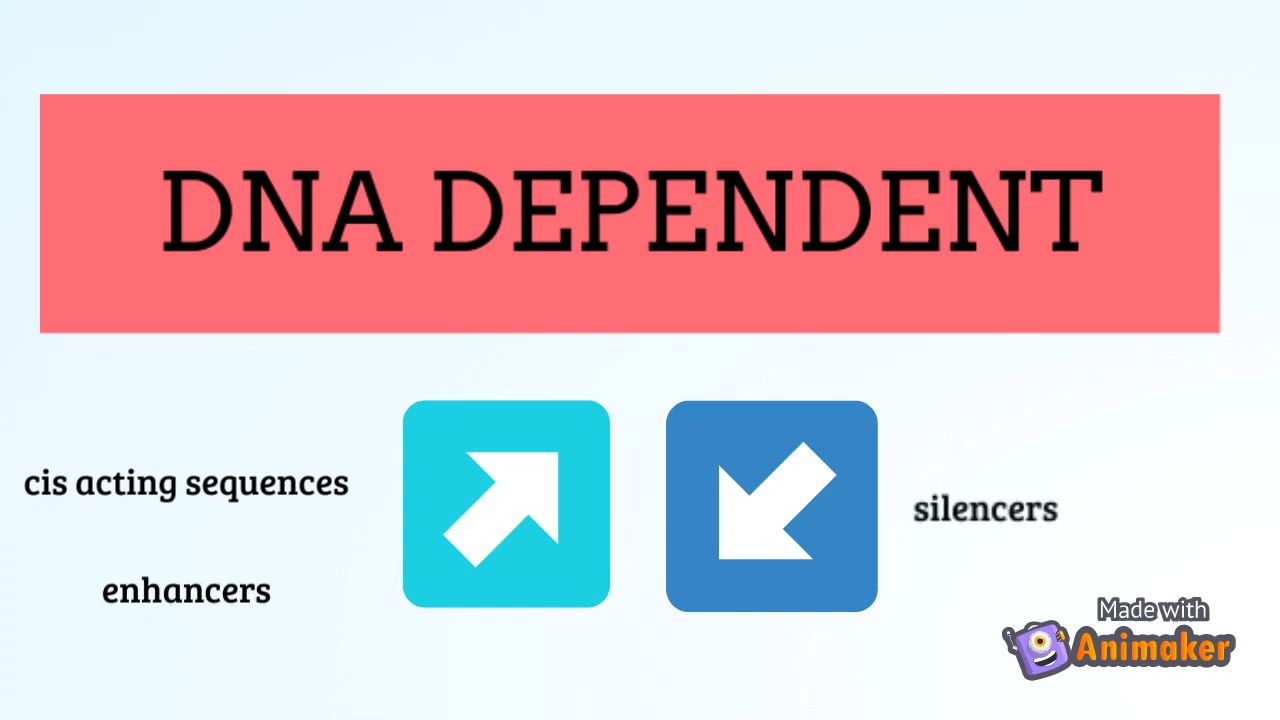 DNA DEPENDENT
cis acting sequences
enhancers
silencers
Made with
Animaker